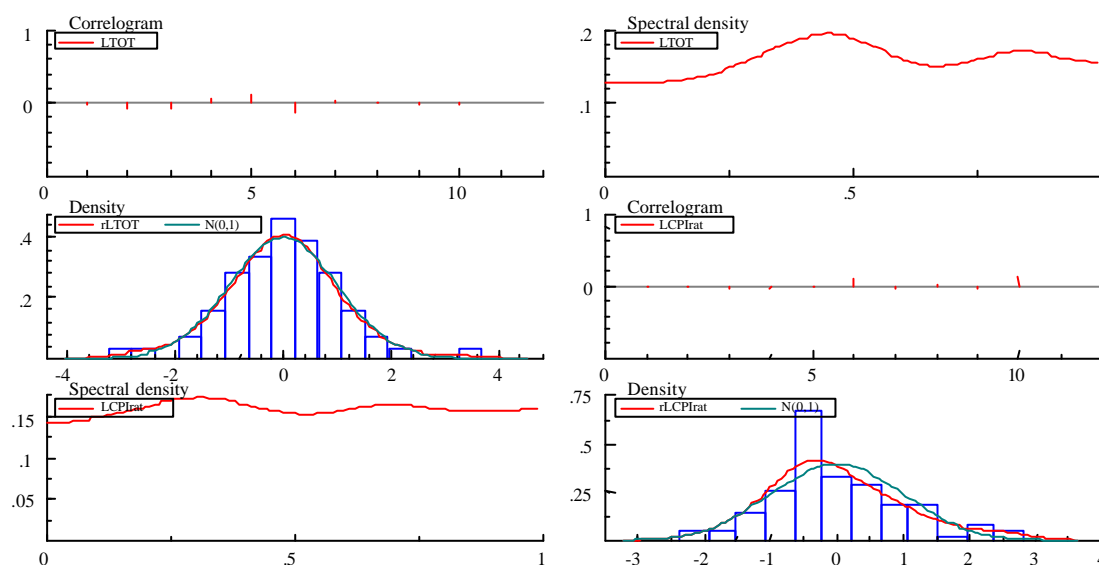 Correlogram
LTOT
1
0
0 5 10
Spectral density
LTOT
.2
.1
0 .5
Density
rLTOT N(0,1)
.4
.2
-4 -2 0 2 4
Correlogram
LCPIrat
1
0
0 5 10
Spectral density
LCPIrat
.15
.1
.05
0 .5 1
Density
rLCPIrat N(0,1)
.75
.5
.25
-3 -2 -1 0 1 2 3 4